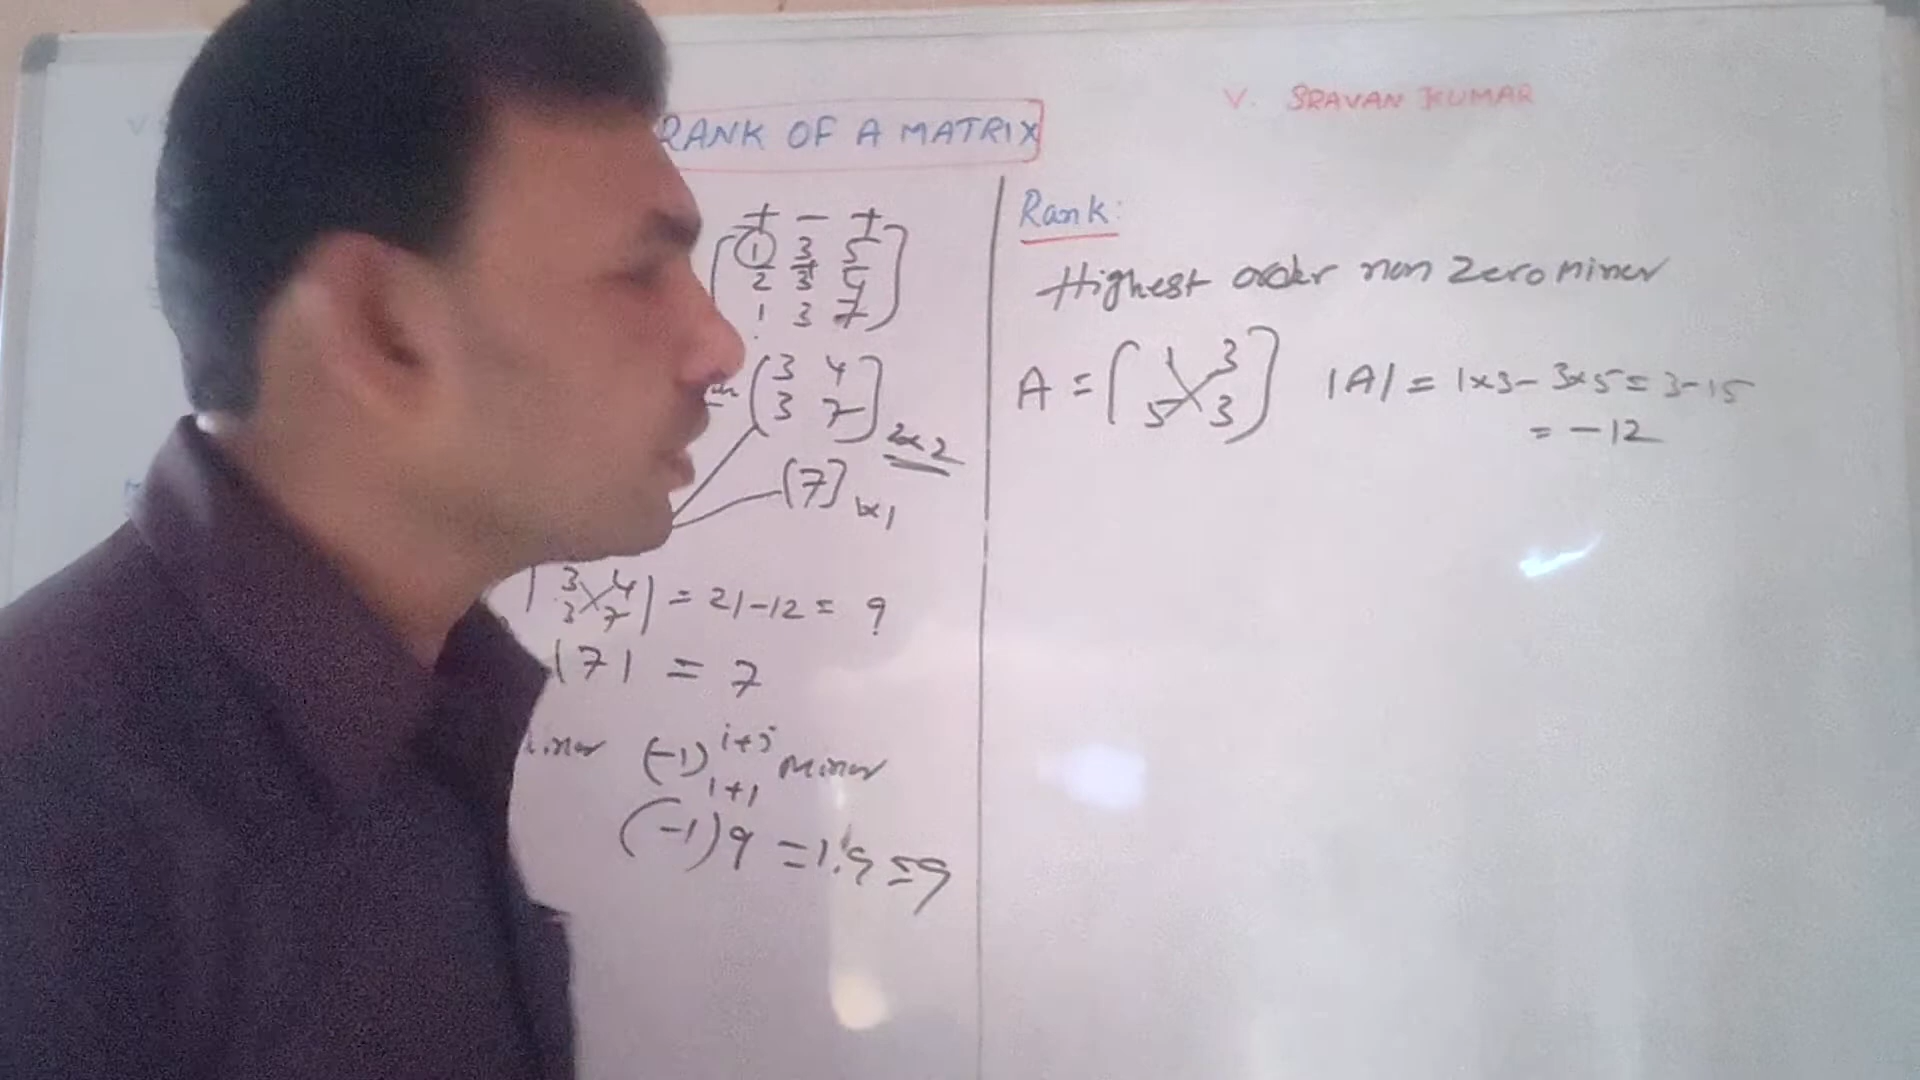 RANK OF A MATRIX
V. SRAVAN KUMAR
+ - +
1 3 5
2 3 4
1 3 7
3 4
3 7
2x2
[7] 1x1
| 3 4 | = 21-12 = 9
3 7
|7| = 7
(-1)^i+j minor
1+1
(-1) 9 = 1.9 = 9
Rank:
Highest order non zero minor
A = [ 1 3 ] |A| = 1x3 - 3x5 = 3-15
5 3
= -12